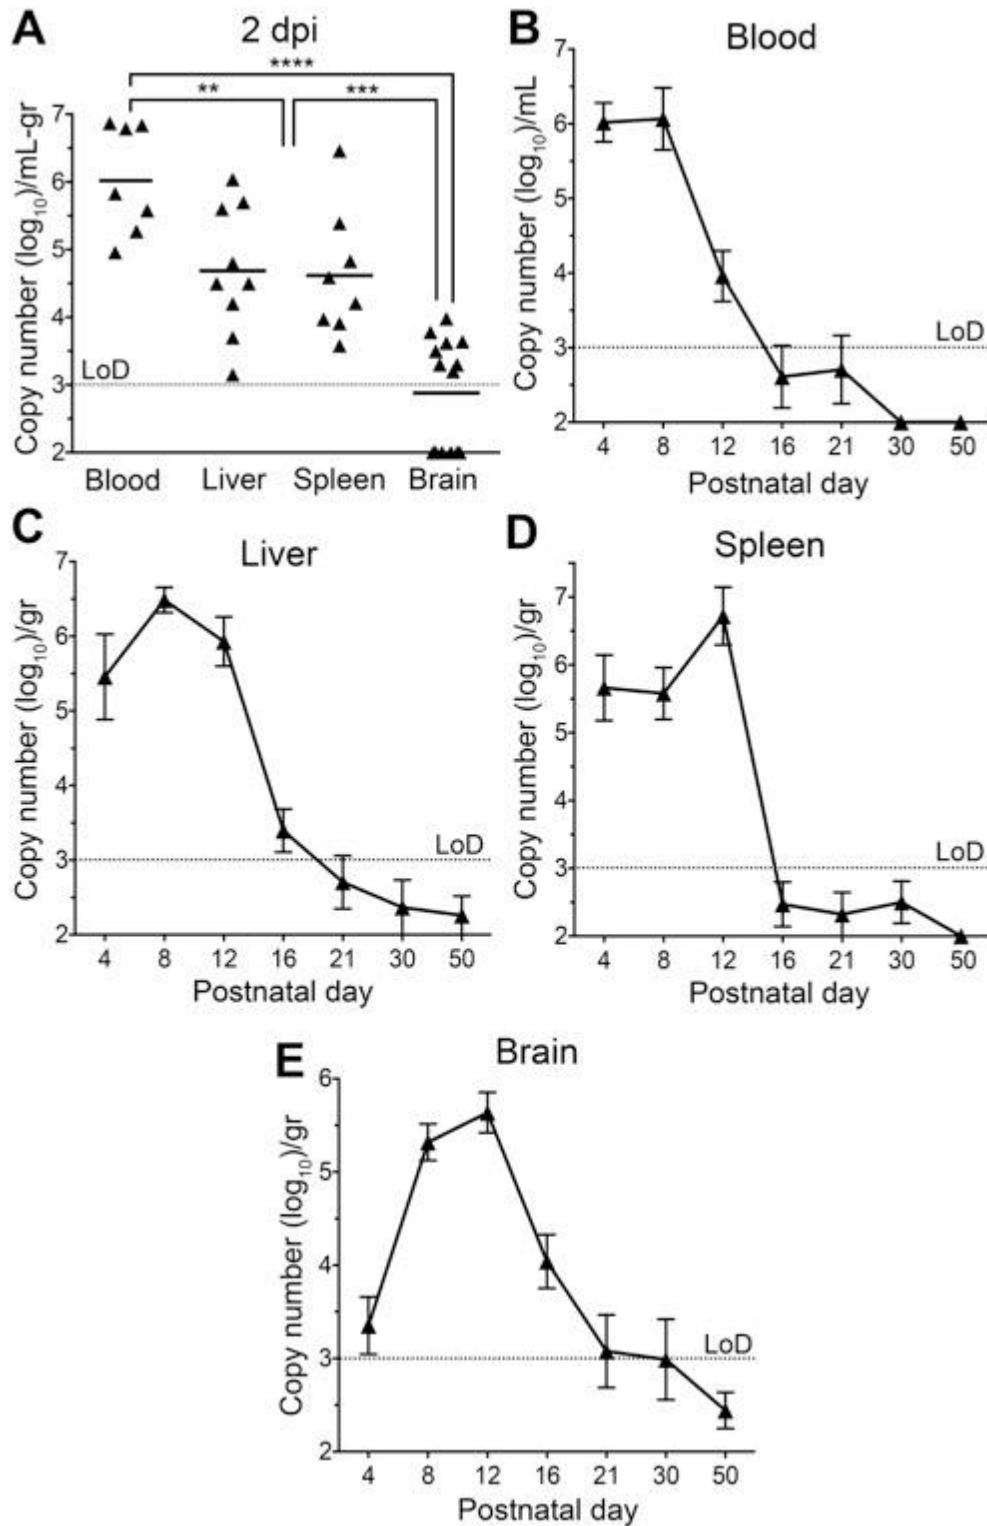 A
2 dpi
****
**
***
Copy number (log10)/mL-gr
7
6
5
4
3
2
LoD
Blood
Liver
Spleen
Brain
B
Blood
Copy number (log10)/mL
7
6
5
4
3
2
LoD
4 8 12 16 21 30 50
Postnatal day
C
Liver
Copy number (log10)/gr
7
6
5
4
3
2
LoD
4 8 12 16 21 30 50
Postnatal day
D
Spleen
Copy number (log10)/gr
7
6
5
4
3
2
LoD
4 8 12 16 21 30 50
Postnatal day
E
Brain
Copy number (log10)/gr
6
5
4
3
2
LoD
4 8 12 16 21 30 50
Postnatal day